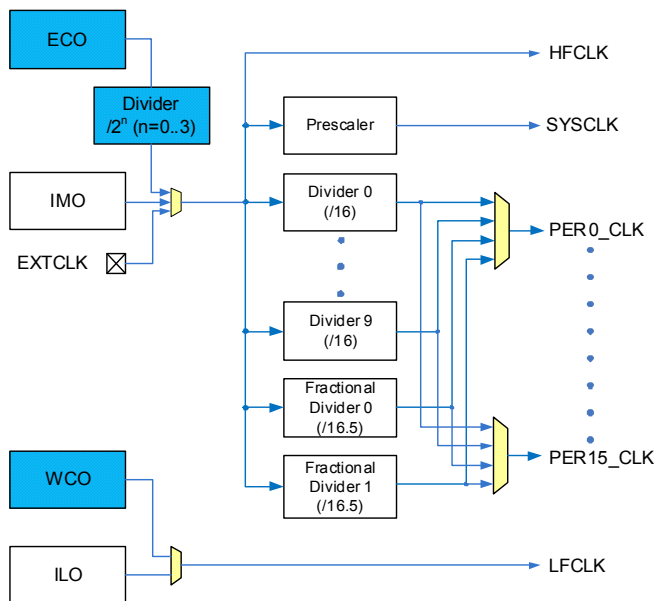 ECO
HFCLK
Divider
/2ⁿ (n=0..3)
Prescaler
SYSCLK
IMO
Divider 0
(/16)
PER0_CLK
EXTCLK
Divider 9
(/16)
Fractional
Divider 0
(/16.5)
WCO
Fractional
Divider 1
(/16.5)
PER15_CLK
ILO
LFCLK